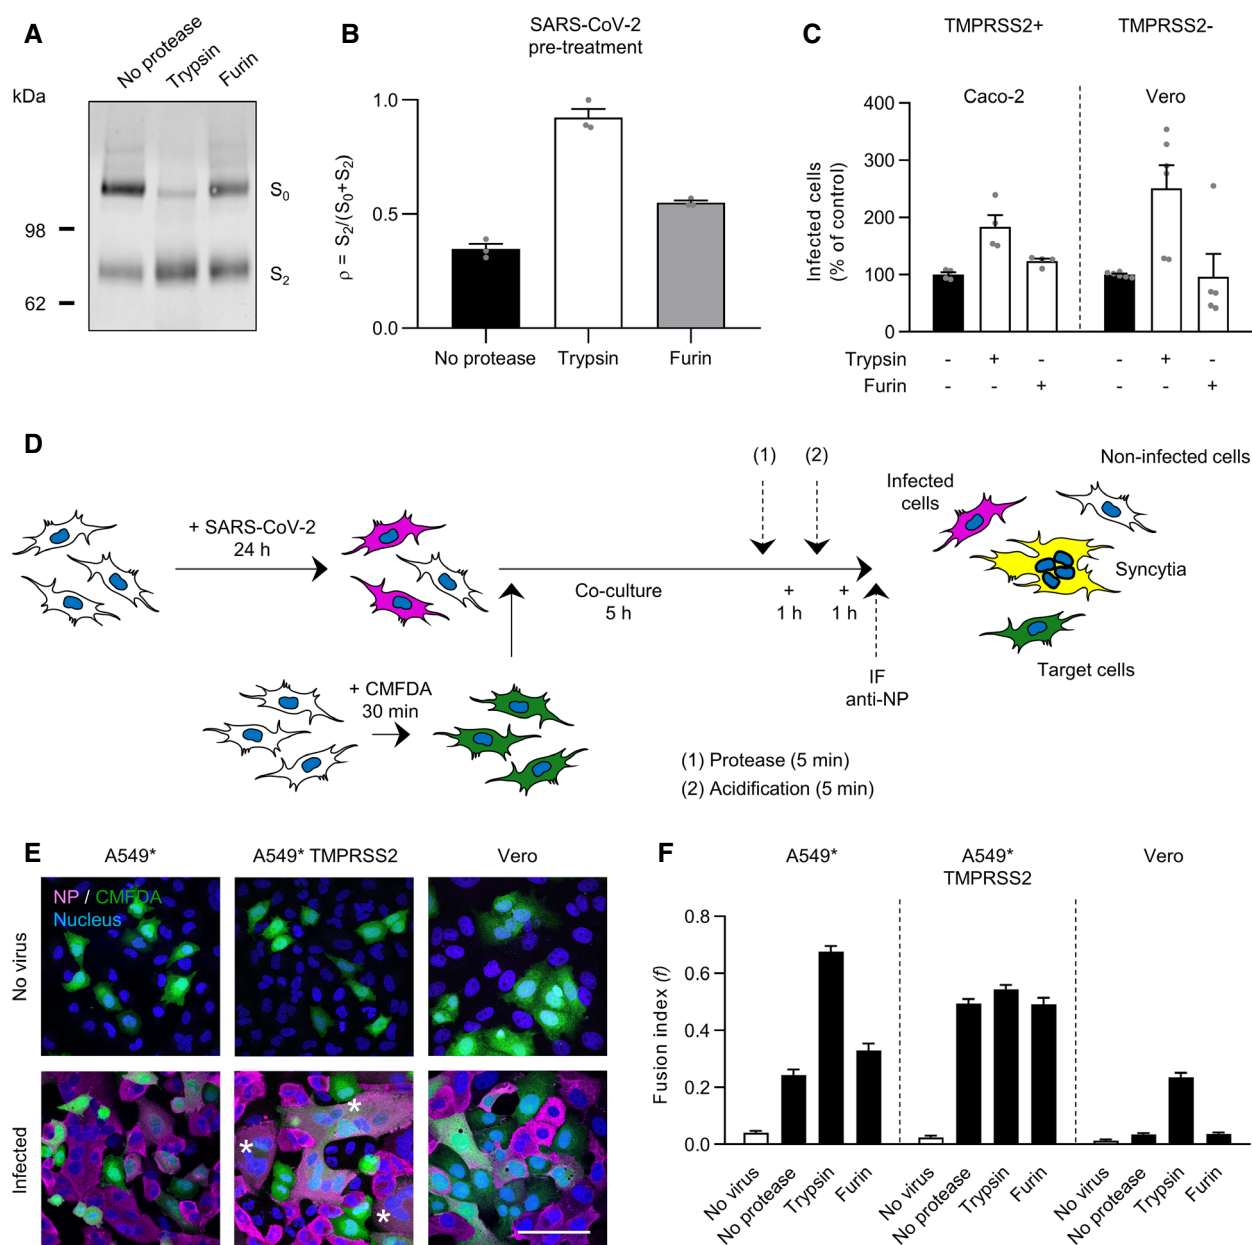 A
No protease
Trypsin
Furin
kDa
98
62
S0
S2
B
SARS-CoV-2
pre-treatment
ρ = S2/(S0+S2)
1.0
0.5
0.0
No protease
Trypsin
Furin
C
TMPRSS2+
TMPRSS2-
Caco-2
Vero
Infected cells
(% of control)
400
300
200
100
0
Trypsin - + - - + -
Furin - - + - - +
D
+ SARS-CoV-2
24 h
+ CMFDA
30 min
Co-culture
5 h
(1)
(2)
+
1 h
+
1 h
IF
anti-NP
Infected
cells
Non-infected cells
Syncytia
Target cells
(1) Protease (5 min)
(2) Acidification (5 min)
E
A549*
A549* TMPRSS2
Vero
No virus
Infected
NP / CMFDA
Nucleus
*
*
*
F
A549*
A549*
TMPRSS2
Vero
Fusion index (f)
0.8
0.6
0.4
0.2
0.0
No virus
No protease
Trypsin
Furin
No virus
No protease
Trypsin
Furin
No virus
No protease
Trypsin
Furin